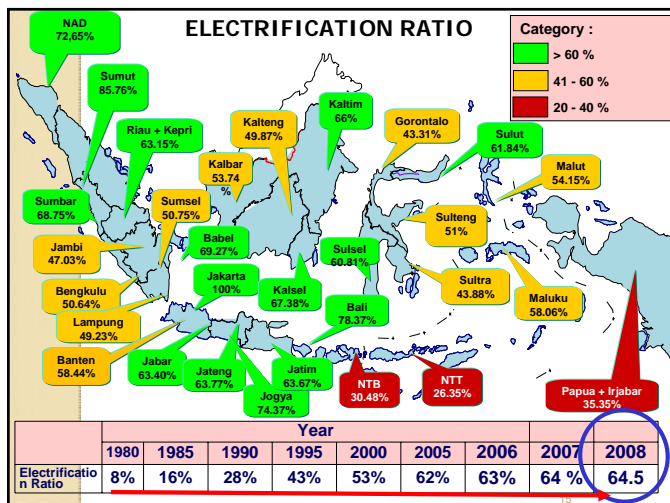 ELECTRIFICATION RATIO
Category :
> 60 %
41 - 60 %
20 - 40 %
NAD
72,65%
Sumut
85.76%
Riau + Kepri
63.15%
Kalteng
49.87%
Kaltim
66%
Gorontalo
43.31%
Sulut
61.84%
Malut
54.15%
Kalbar
53.74
%
Sumbar
68.75%
Sumsel
50.75%
Babel
69.27%
Sulsel
60.81%
Sulteng
51%
Jambi
47.03%
Jakarta
100%
Kalsel
67.38%
Sultra
43.88%
Maluku
58.06%
Bengkulu
50.64%
Bali
78.37%
Lampung
49.23%
Banten
58.44%
Jabar
63.40%
Jateng
63.77%
Jatim
63.67%
Jogya
74.37%
NTB
30.48%
NTT
26.35%
Papua + Irjabar
35.35%
Year
1980 1985 1990 1995 2000 2005 2006 2007 2008
Electrificatio
n Ratio 8% 16% 28% 43% 53% 62% 63% 64 % 64.5
15